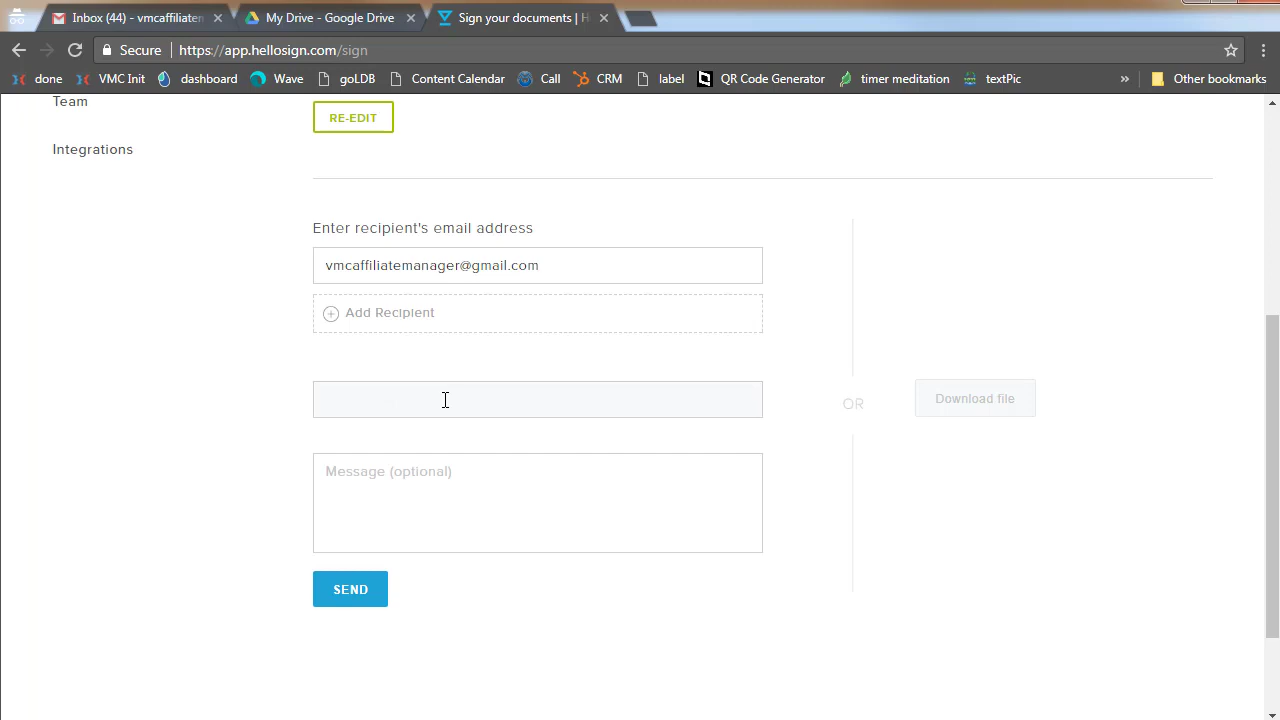 Inbox (44) - vmcaffiliatem
My Drive - Google Drive
Sign your documents | H
Secure
https://app.hellosign.com/sign
done
VMC Init
dashboard
Wave
goLDB
Content Calendar
Call
CRM
label
QR Code Generator
timer meditation
textPic
»
Other bookmarks
Team
RE-EDIT
Integrations
Enter recipient's email address
vmcaffiliatemanager@gmail.com
Add Recipient
OR
Download file
Message (optional)
SEND